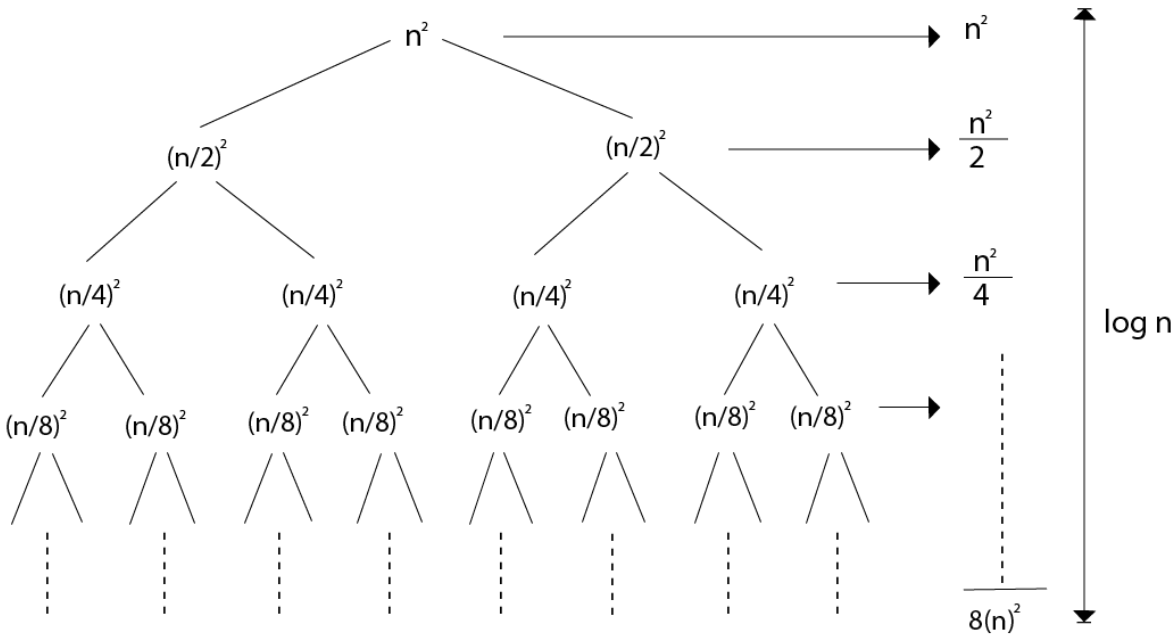 n² n²
(n/2)² (n/2)² n²/2
(n/4)² (n/4)² (n/4)² (n/4)² n²/4
log n
(n/8)² (n/8)² (n/8)² (n/8)² (n/8)² (n/8)² (n/8)² (n/8)²
8(n)²